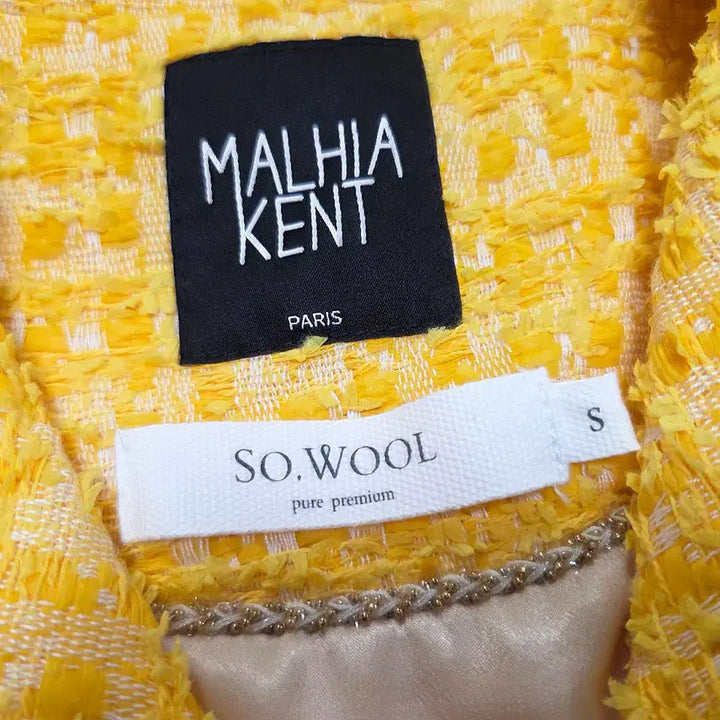 MALHIA
KENT
PARIS
SO.WOOL
pure premium
S